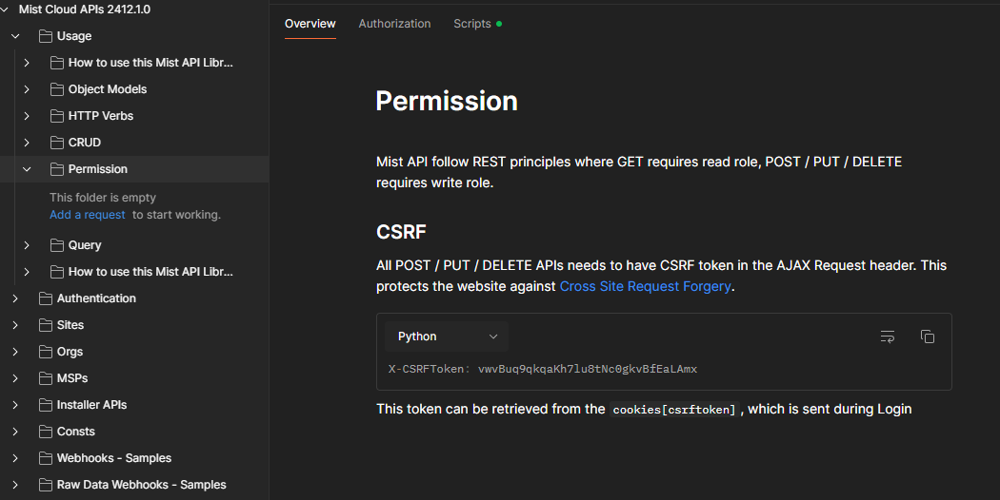 Mist Cloud APIs 2412.1.0
Usage
How to use this Mist API Libr...
Object Models
HTTP Verbs
CRUD
Permission
This folder is empty
Add a request to start working.
Query
How to use this Mist API Libr...
Authentication
Sites
Orgs
MSPs
Installer APIs
Consts
Webhooks - Samples
Raw Data Webhooks - Samples
Overview Authorization Scripts
Permission
Mist API follow REST principles where GET requires read role, POST / PUT / DELETE
requires write role.
CSRF
All POST / PUT / DELETE APIs needs to have CSRF token in the AJAX Request header. This
protects the website against Cross Site Request Forgery.
Python
X-CSRFToken: vwvBuq9qkqaKh7lu8tNc0gkvBfEaLAmx
This token can be retrieved from the cookies[csrftoken], which is sent during Login